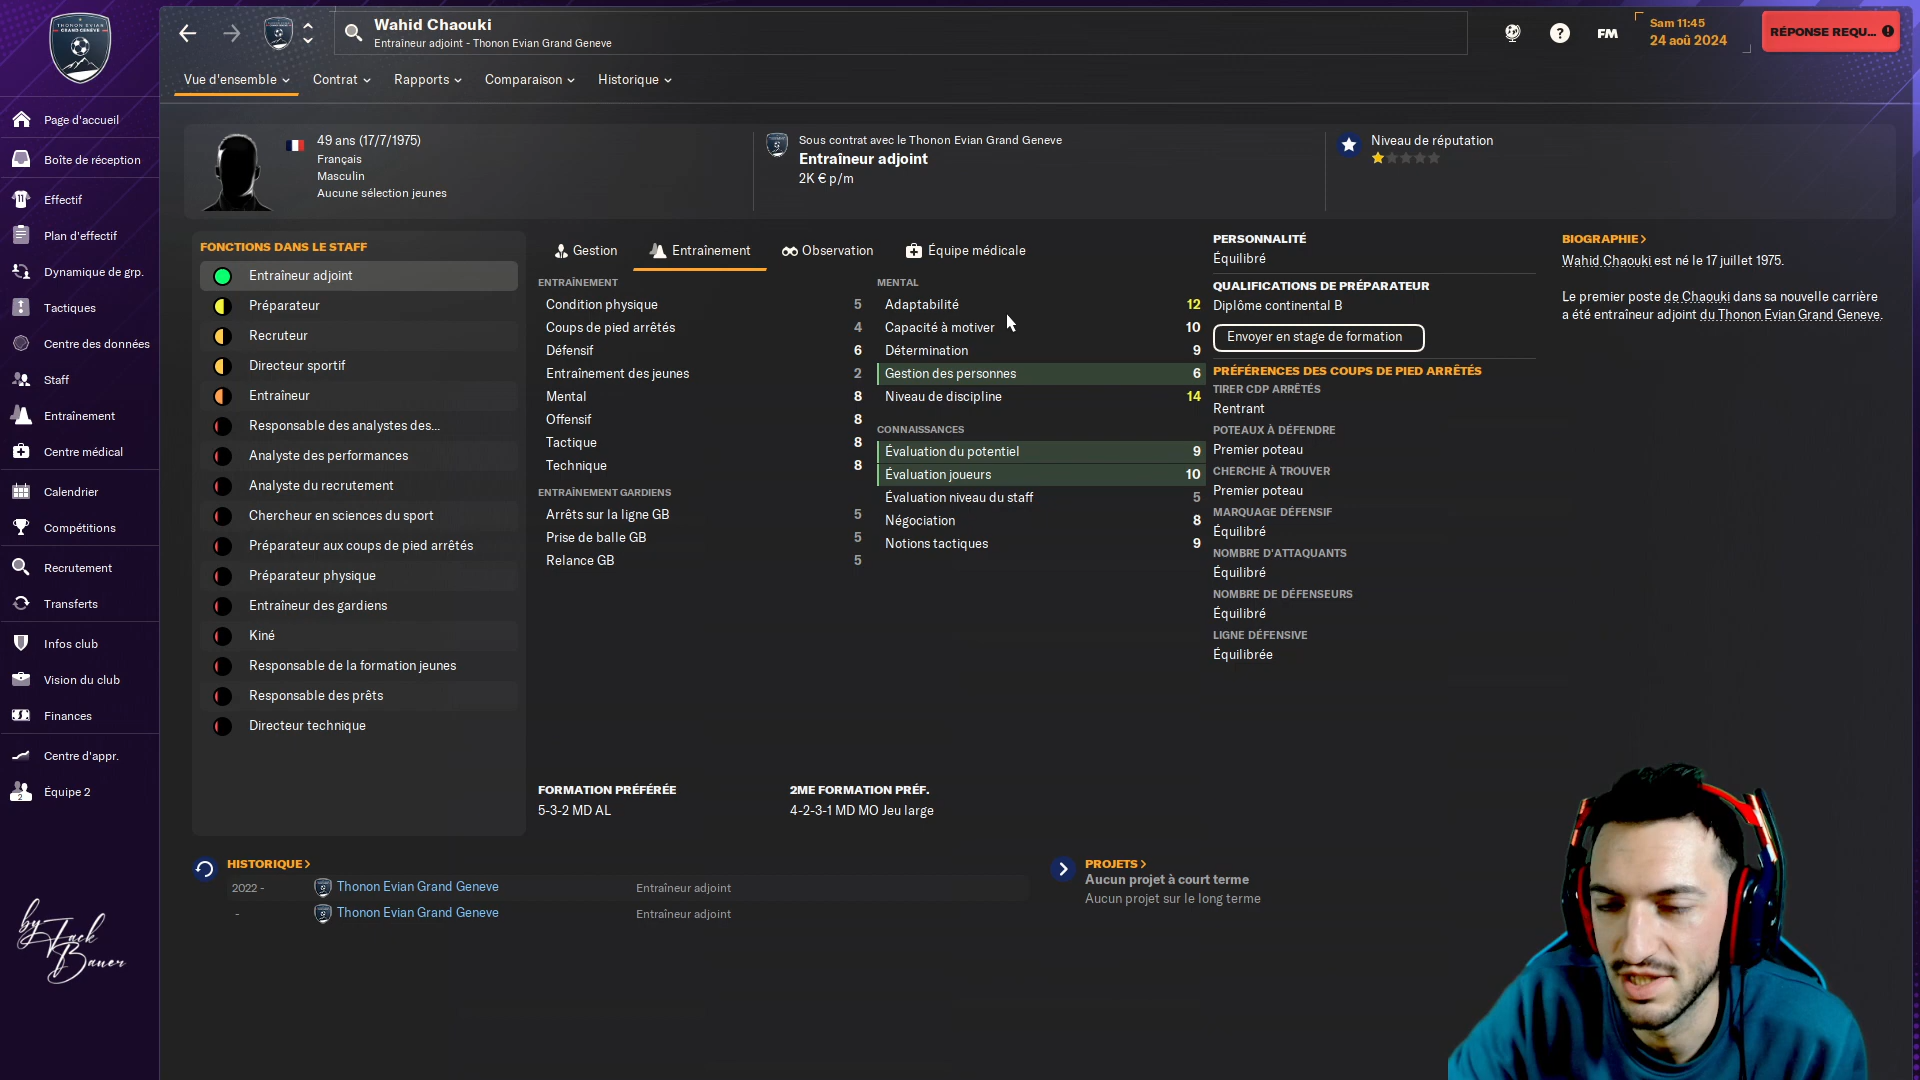 THONON EVIAN
GRAND GENÈVE
Wahid Chaouki
Entraîneur adjoint - Thonon Evian Grand Geneve
FM
Sam 11:45
24 aoû 2024
RÉPONSE REQU...
Vue d'ensemble
Contrat
Rapports
Comparaison
Historique
Page d'accueil
Boîte de réception
Effectif
Plan d'effectif
Dynamique de grp.
Tactiques
Centre des données
Staff
Entraînement
Centre médical
Calendrier
Compétitions
Recrutement
Transferts
Infos club
Vision du club
Finances
Centre d'appr.
Équipe 2
by Jack
Bauer
49 ans (17/7/1975)
Français
Masculin
Aucune sélection jeunes
Sous contrat avec le Thonon Evian Grand Geneve
Entraîneur adjoint
2K € p/m
Niveau de réputation
FONCTIONS DANS LE STAFF
Entraîneur adjoint
Préparateur
Recruteur
Directeur sportif
Entraîneur
Responsable des analystes des...
Analyste des performances
Analyste du recrutement
Chercheur en sciences du sport
Préparateur aux coups de pied arrêtés
Préparateur physique
Entraîneur des gardiens
Kiné
Responsable de la formation jeunes
Responsable des prêts
Directeur technique
Gestion
Entraînement
Observation
Équipe médicale
ENTRAÎNEMENT
Condition physique 5
Coups de pied arrêtés 4
Défensif 6
Entraînement des jeunes 2
Mental 8
Offensif 8
Tactique 8
Technique 8
ENTRAÎNEMENT GARDIENS
Arrêts sur la ligne GB 5
Prise de balle GB 5
Relance GB 5
MENTAL
Adaptabilité 12
Capacité à motiver 10
Détermination 9
Gestion des personnes 6
Niveau de discipline 14
CONNAISSANCES
Évaluation du potentiel 9
Évaluation joueurs 10
Évaluation niveau du staff 5
Négociation 8
Notions tactiques 9
PERSONNALITÉ
Équilibré
QUALIFICATIONS DE PRÉPARATEUR
Diplôme continental B
Envoyer en stage de formation
PRÉFÉRENCES DES COUPS DE PIED ARRÊTÉS
TIRER CDP ARRÊTÉS
Rentrant
POTEAUX À DÉFENDRE
Premier poteau
CHERCHE À TROUVER
Premier poteau
MARQUAGE DÉFENSIF
Équilibré
NOMBRE D'ATTAQUANTS
Équilibré
NOMBRE DE DÉFENSEURS
Équilibré
LIGNE DÉFENSIVE
Équilibrée
BIOGRAPHIE
Wahid Chaouki est né le 17 juillet 1975.
Le premier poste de Chaouki dans sa nouvelle carrière
a été entraîneur adjoint du Thonon Evian Grand Geneve.
FORMATION PRÉFÉRÉE
5-3-2 MD AL
2ME FORMATION PRÉF.
4-2-3-1 MD MO Jeu large
HISTORIQUE
2022 - Thonon Evian Grand Geneve Entraîneur adjoint
- Thonon Evian Grand Geneve Entraîneur adjoint
PROJETS
Aucun projet à court terme
Aucun projet sur le long terme